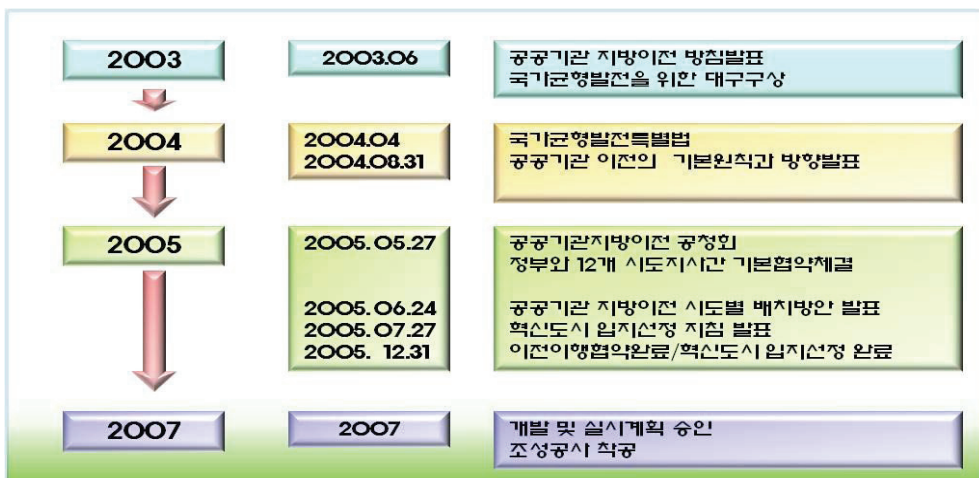 2003
2003.06
공공기관 지방이전 방침발표
국가균형발전을 위한 대구구상
2004
2004.04
2004.08.31
국가균형발전특별법
공공기관 이전의 기본원칙과 방향발표
2005
2005.05.27
공공기관지방이전 공청회
정부와 12개 시도지사간 기본협약체결
2005.06.24
공공기관 지방이전 시도별 배치방안 발표
2005.07.27
혁신도시 입지선정 지침 발표
2005. 12.31
이전이행협약완료/혁신도시 입지선정 완료
2007
2007
개발 및 실시계획 승인
조성공사 착공